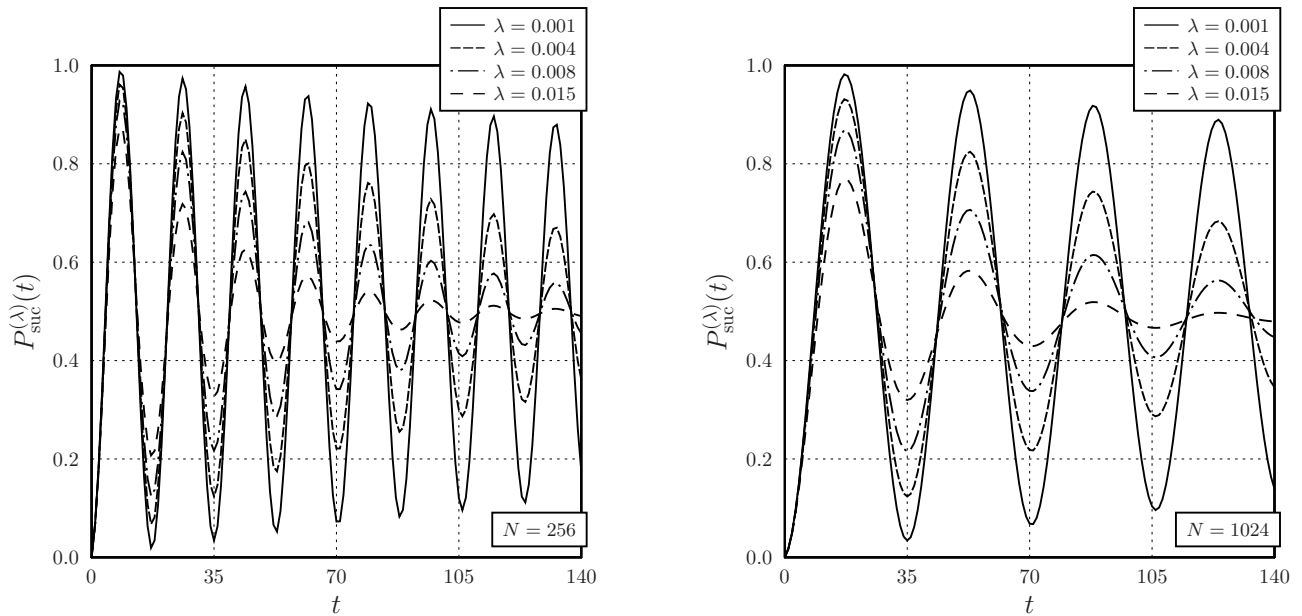 λ = 0.001
λ = 0.004
λ = 0.008
λ = 0.015
1.0
0.8
0.6
0.4
0.2
0.0
P_suc^(λ)(t)
N = 256
0 35 70 105 140
t
λ = 0.001
λ = 0.004
λ = 0.008
λ = 0.015
1.0
0.8
0.6
0.4
0.2
0.0
P_suc^(λ)(t)
N = 1024
0 35 70 105 140
t